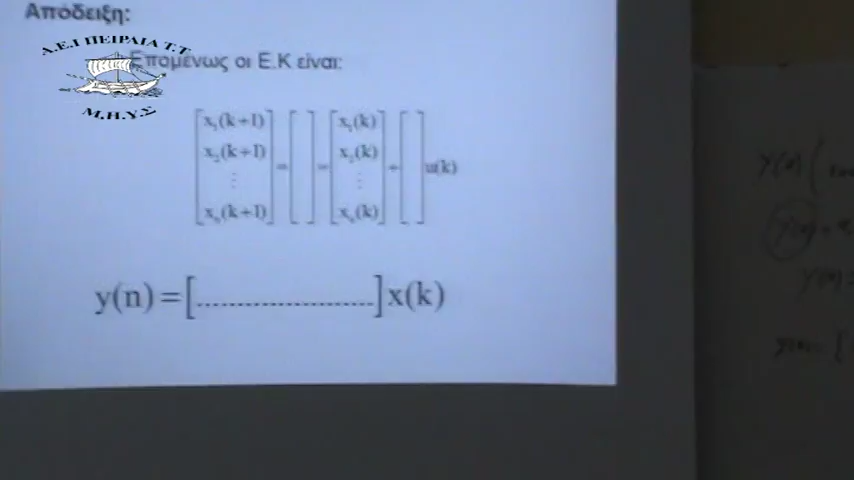 Απόδειξη:
Α.Ε.Ι ΠΕΙΡΑΙΑ Τ.Τ
Μ.Η.Υ.Σ
Επομένως οι Ε.Κ είναι:
[x₁(k+1) x₂(k+1) ⋮ xₙ(k+1)] = [ ] = [x₁(k) x₂(k) ⋮ xₙ(k)] + [ ] u(k)
y(n) = [......................] x(k)